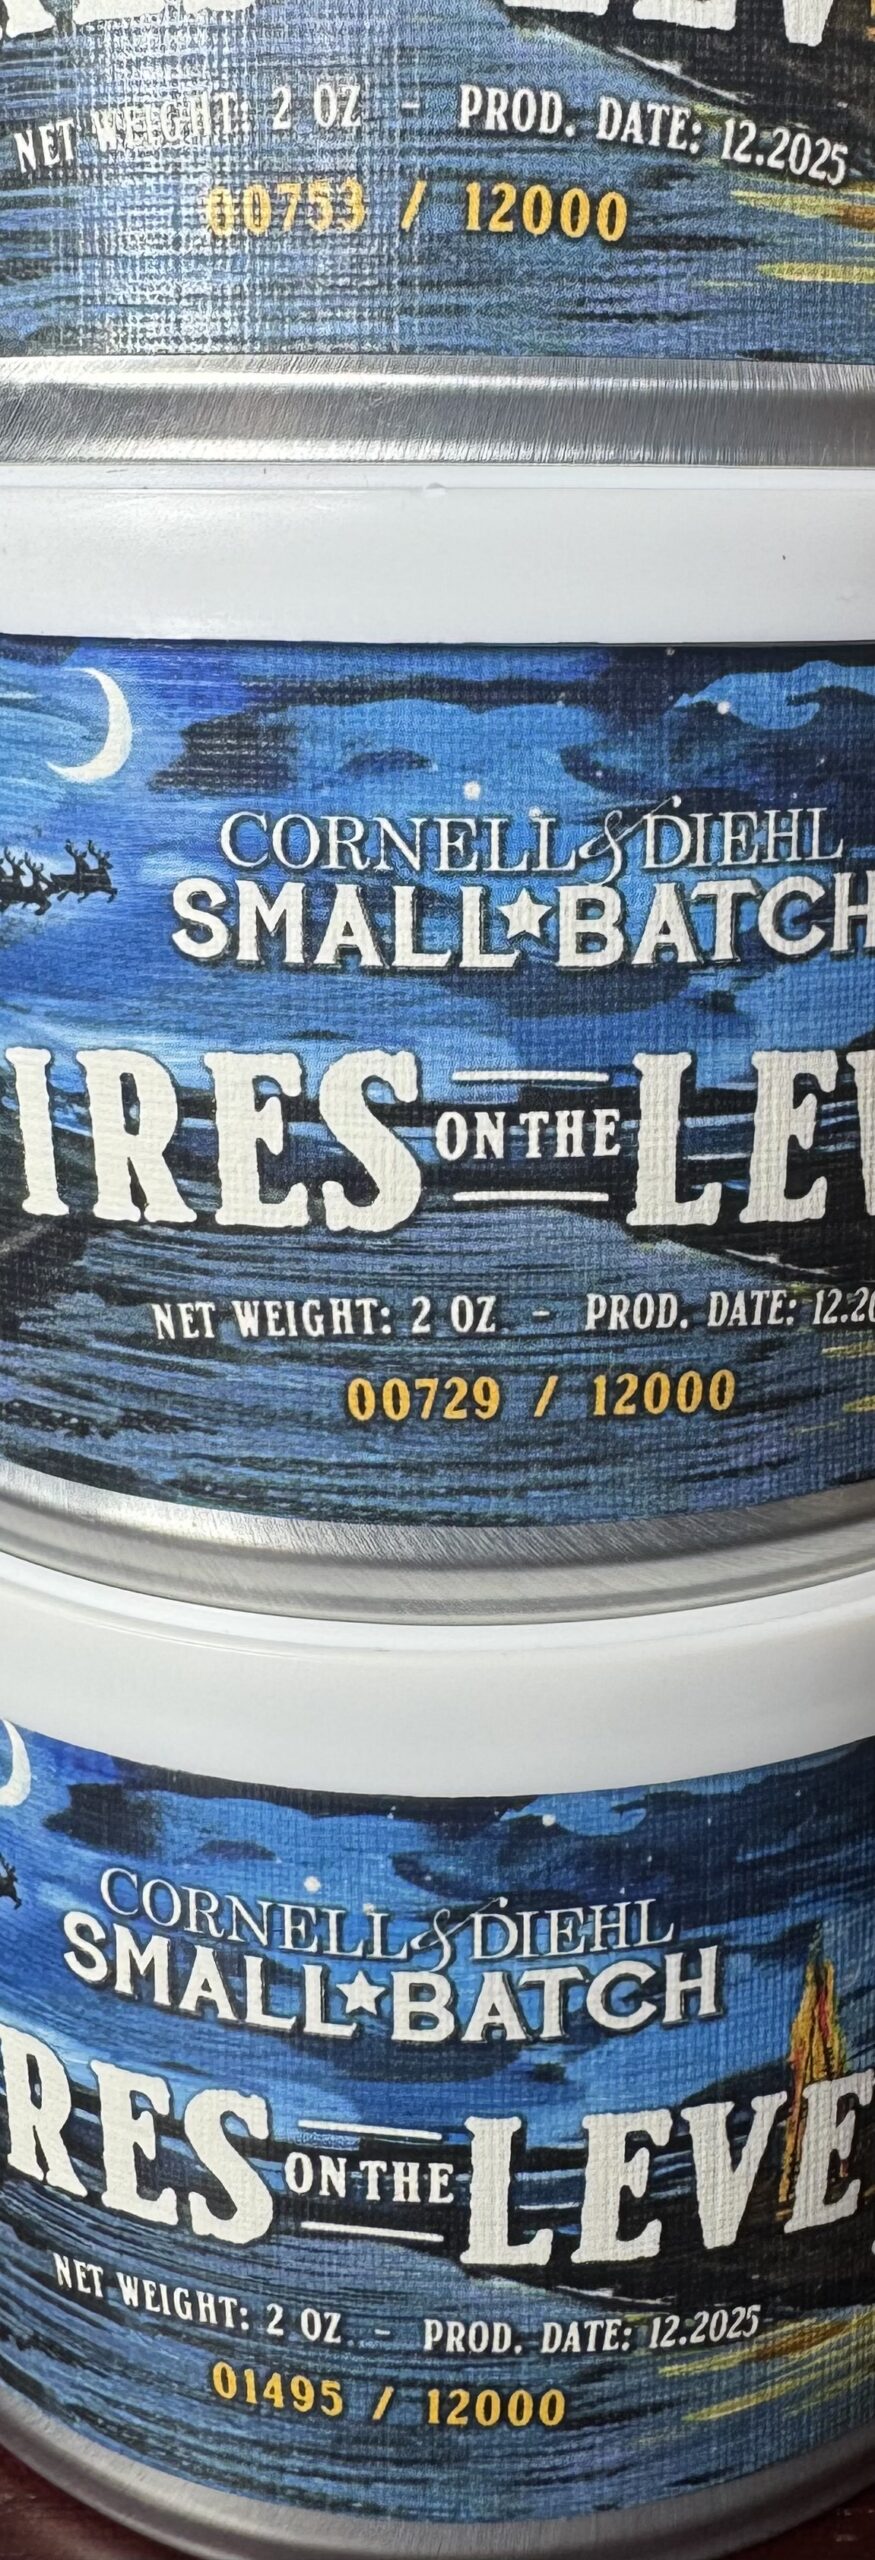 NET WEIGHT: 2 OZ - PROD. DATE: 12.2025
00753 / 12000
CORNELL & DIEHL
SMALL★BATCH
IRES ON THE LEV
NET WEIGHT: 2 OZ - PROD. DATE: 12.20
00729 / 12000
CORNELL & DIEHL
SMALL★BATCH
RES ON THE LEVE
NET WEIGHT: 2 OZ - PROD. DATE: 12.2025
01495 / 12000